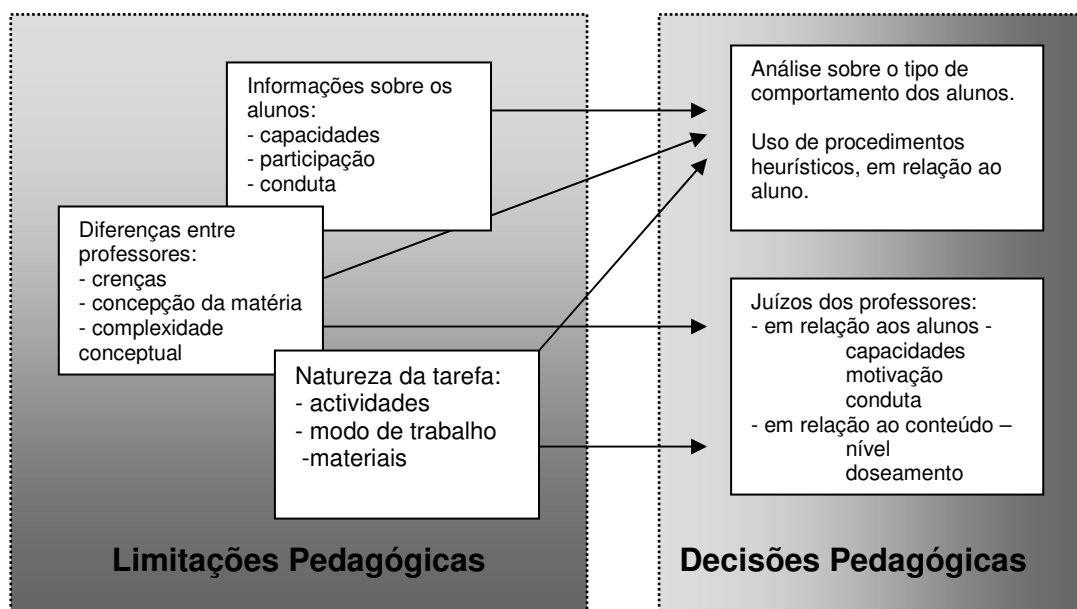 Informações sobre os
alunos:
- capacidades
- participação
- conduta
Diferenças entre
professores:
- crenças
- concepção da matéria
- complexidade
conceptual
Natureza da tarefa:
- actividades
- modo de trabalho
-materiais
Limitações Pedagógicas
Análise sobre o tipo de
comportamento dos alunos.
Uso de procedimentos
heurísticos, em relação ao
aluno.
Juízos dos professores:
- em relação aos alunos -
capacidades
motivação
conduta
- em relação ao conteúdo –
nível
doseamento
Decisões Pedagógicas